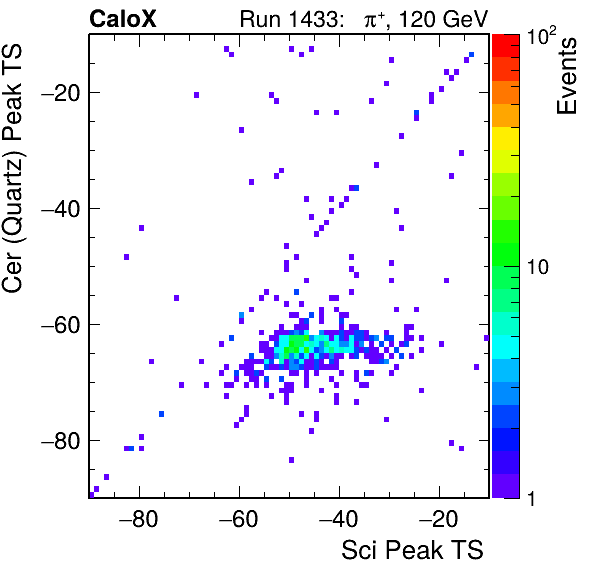 CaloX Run 1433: π⁺, 120 GeV
Cer (Quartz) Peak TS
−20
−40
−60
−80
−80 −60 −40 −20
Sci Peak TS
10²
10
1
Events